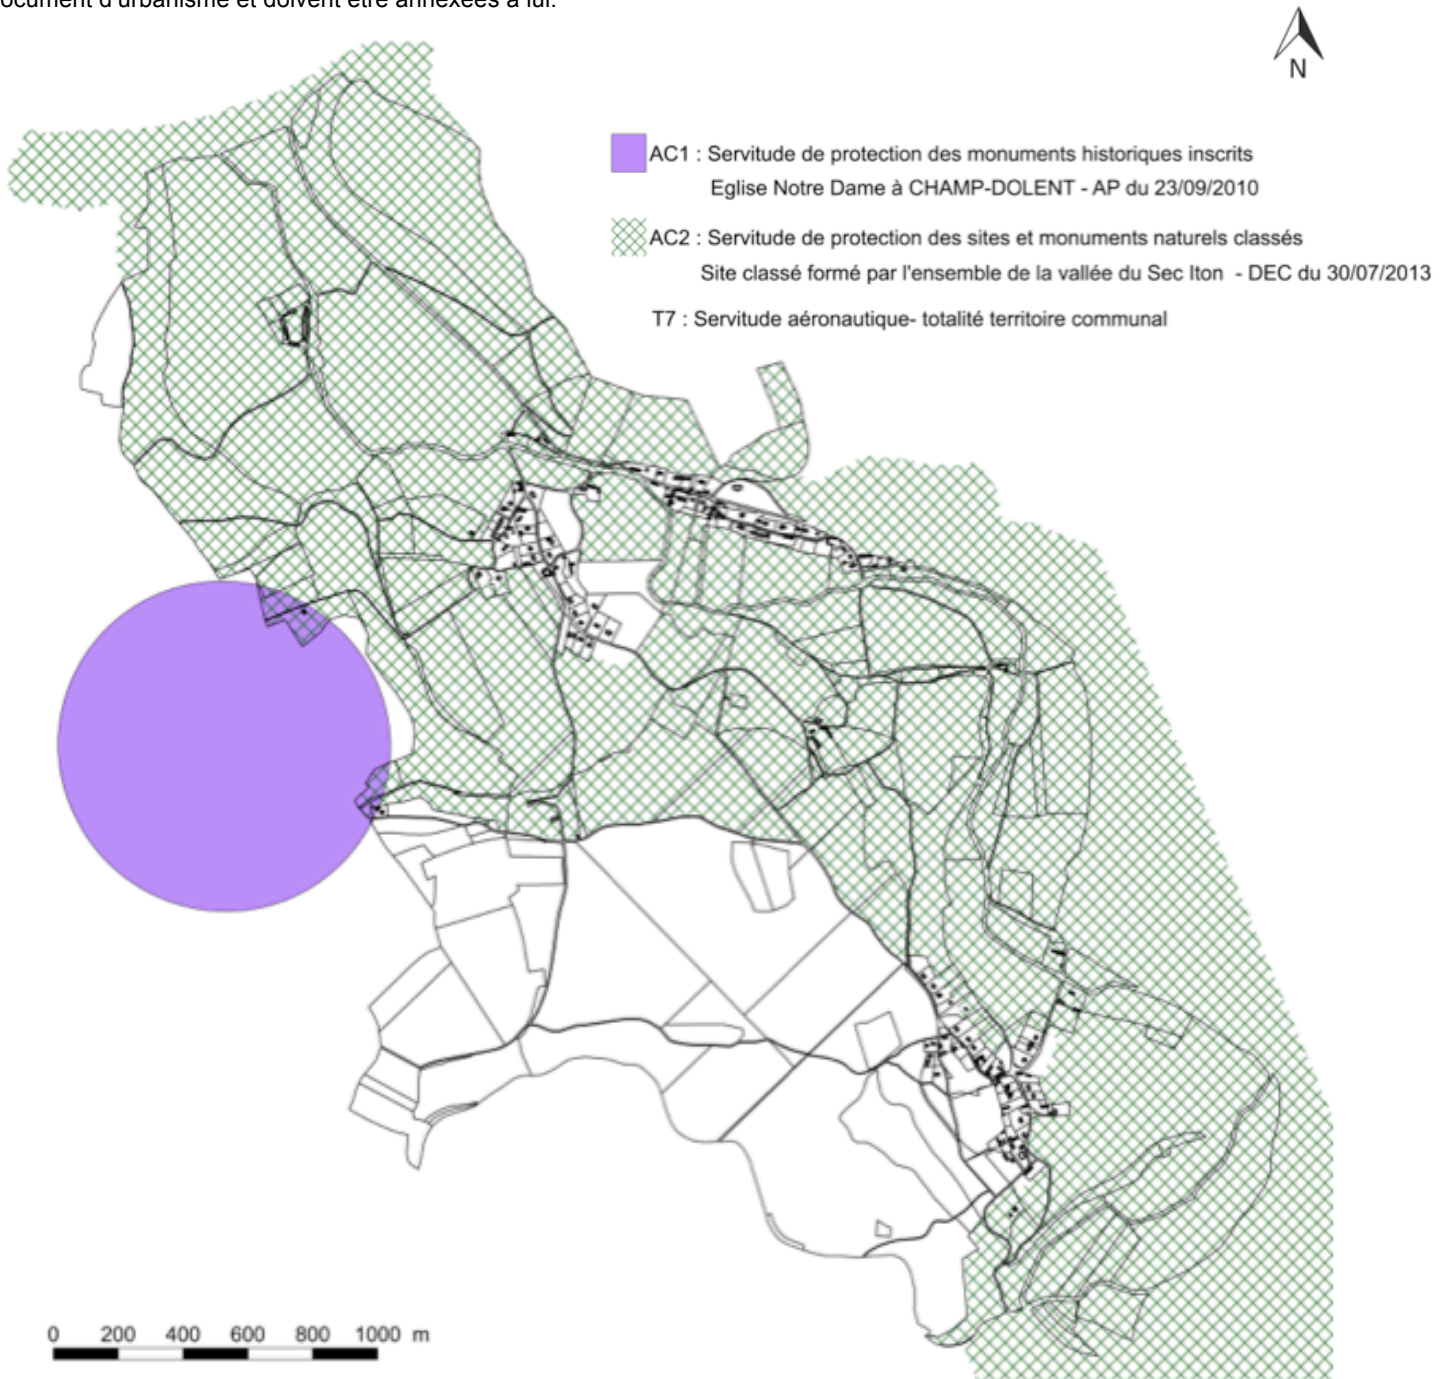 ocument d'urbanisme et doivent être annexées à lui.
N
AC1 : Servitude de protection des monuments historiques inscrits
Eglise Notre Dame à CHAMP-DOLENT - AP du 23/09/2010
AC2 : Servitude de protection des sites et monuments naturels classés
Site classé formé par l'ensemble de la vallée du Sec Iton - DEC du 30/07/2013
T7 : Servitude aéronautique- totalité territoire communal
0 200 400 600 800 1000 m